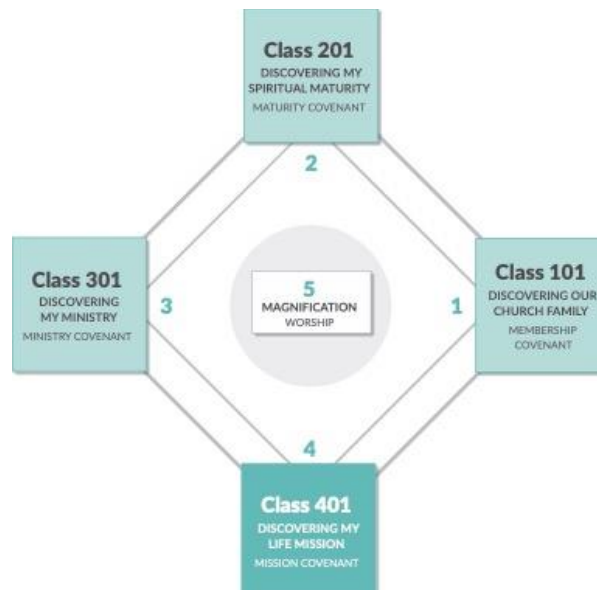 Class 201
DISCOVERING MY
SPIRITUAL MATURITY
MATURITY COVENANT
2
Class 301
DISCOVERING
MY MINISTRY
MINISTRY COVENANT
3
5
MAGNIFICATION
WORSHIP
1
Class 101
DISCOVERING OUR
CHURCH FAMILY
MEMBERSHIP
COVENANT
4
Class 401
DISCOVERING MY
LIFE MISSION
MISSION COVENANT